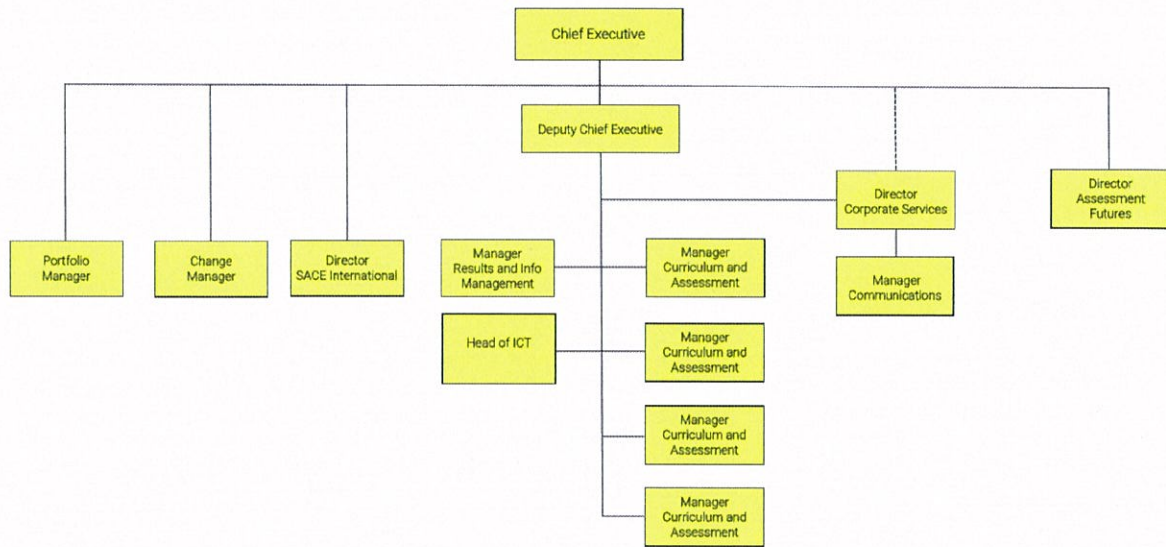 Chief Executive
Deputy Chief Executive
Director
Corporate Services
Director
Assessment
Futures
Portfolio
Manager
Change
Manager
Director
SACE International
Manager
Results and Info
Management
Manager
Curriculum and
Assessment
Manager
Communications
Head of ICT
Manager
Curriculum and
Assessment
Manager
Curriculum and
Assessment
Manager
Curriculum and
Assessment